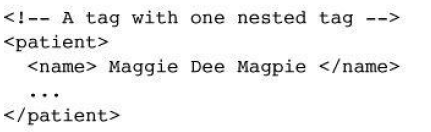 <!-- A tag with one nested tag -->
<patient>
  <name> Maggie Dee Magpie </name>
  ...
</patient>